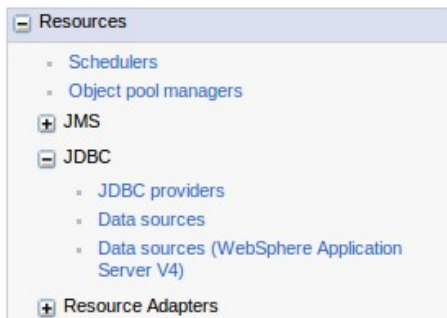 Resources
Schedulers
Object pool managers
JMS
JDBC
JDBC providers
Data sources
Data sources (WebSphere Application
Server V4)
Resource Adapters